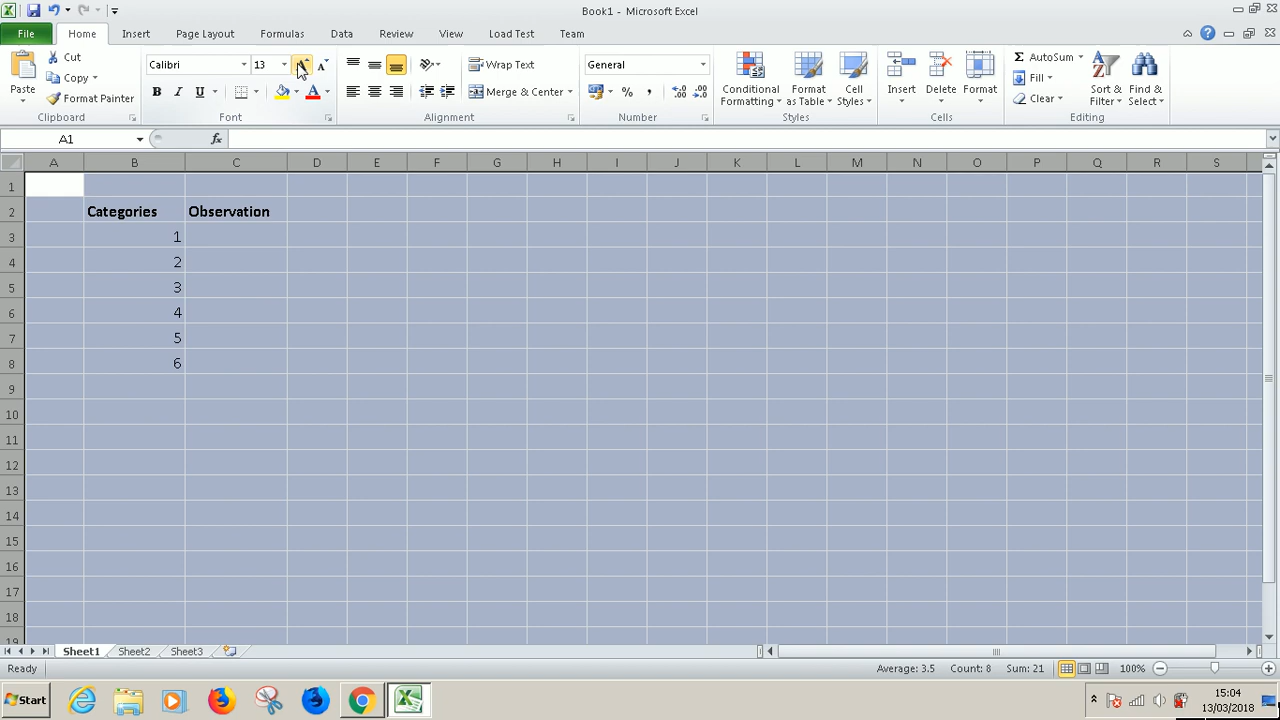 Book1 - Microsoft Excel
File Home Insert Page Layout Formulas Data Review View Load Test Team
Cut
Copy
Format Painter
Paste
Clipboard
Calibri 13
B I U A
Font
Wrap Text
Merge & Center
Alignment
General
% ,
Number
Conditional Formatting
Format as Table
Cell Styles
Styles
Insert Delete Format
Cells
AutoSum
Fill
Clear
Sort & Filter
Find & Select
Editing
A1 fx
A B C D E F G H I J K L M N O P Q R S
1
2 Categories Observation
3 1
4 2
5 3
6 4
7 5
8 6
9
10
11
12
13
14
15
16
17
18
19
Sheet1 Sheet2 Sheet3
Ready Average: 3.5 Count: 8 Sum: 21 100%
Start 15:04
13/03/2018